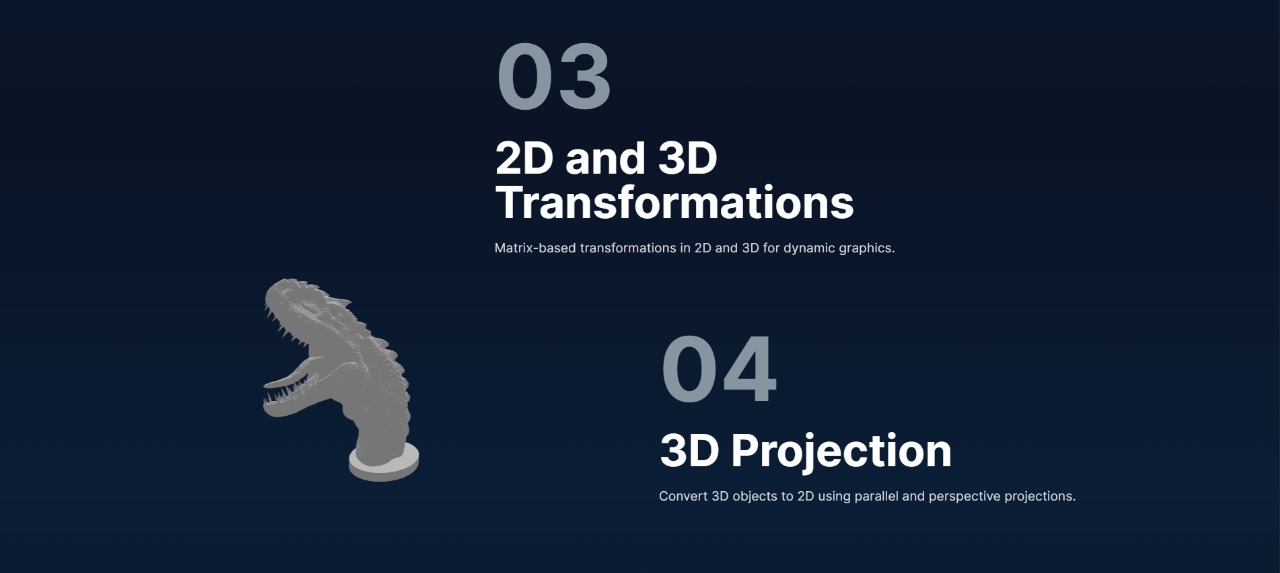 03
2D and 3D
Transformations
Matrix-based transformations in 2D and 3D for dynamic graphics.
04
3D Projection
Convert 3D objects to 2D using parallel and perspective projections.